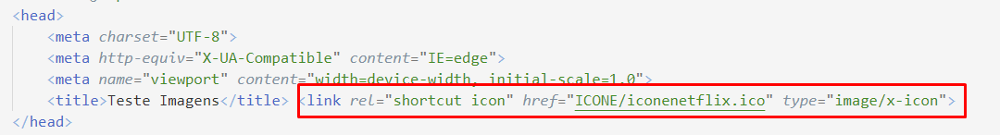 <head>
<meta charset="UTF-8">
<meta http-equiv="X-UA-Compatible" content="IE=edge">
<meta name="viewport" content="width=device-width, initial-scale=1.0">
<title>Teste Imagens</title> <link rel="shortcut icon" href="ICONE/iconenetflix.ico" type="image/x-icon">
</head>